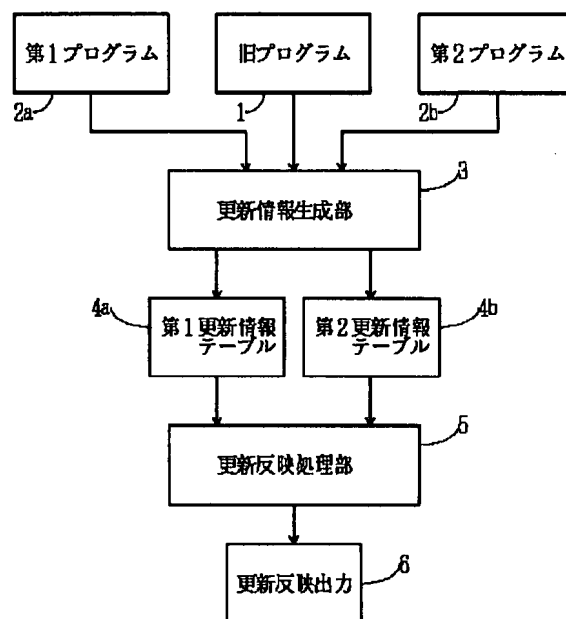 第1プログラム
旧プログラム
第2プログラム
2a
1
2b
3
更新情報生成部
4a
第1更新情報
テーブル
第2更新情報
テーブル
4b
5
更新反映処理部
6
更新反映出力